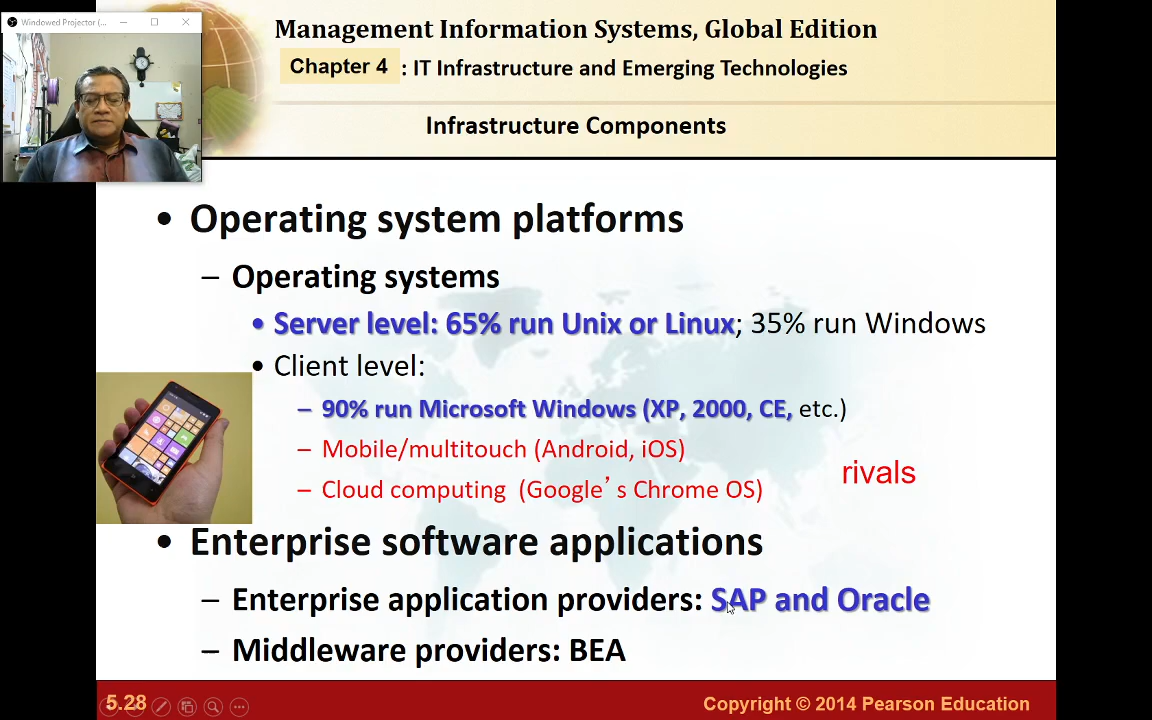 Windowed Projector (...
Management Information Systems, Global Edition
Chapter 4 : IT Infrastructure and Emerging Technologies
Infrastructure Components
• Operating system platforms
– Operating systems
• Server level: 65% run Unix or Linux; 35% run Windows
• Client level:
– 90% run Microsoft Windows (XP, 2000, CE, etc.)
– Mobile/multitouch (Android, iOS)
– Cloud computing (Google’s Chrome OS)
rivals
• Enterprise software applications
– Enterprise application providers: SAP and Oracle
– Middleware providers: BEA
5.28
Copyright © 2014 Pearson Education